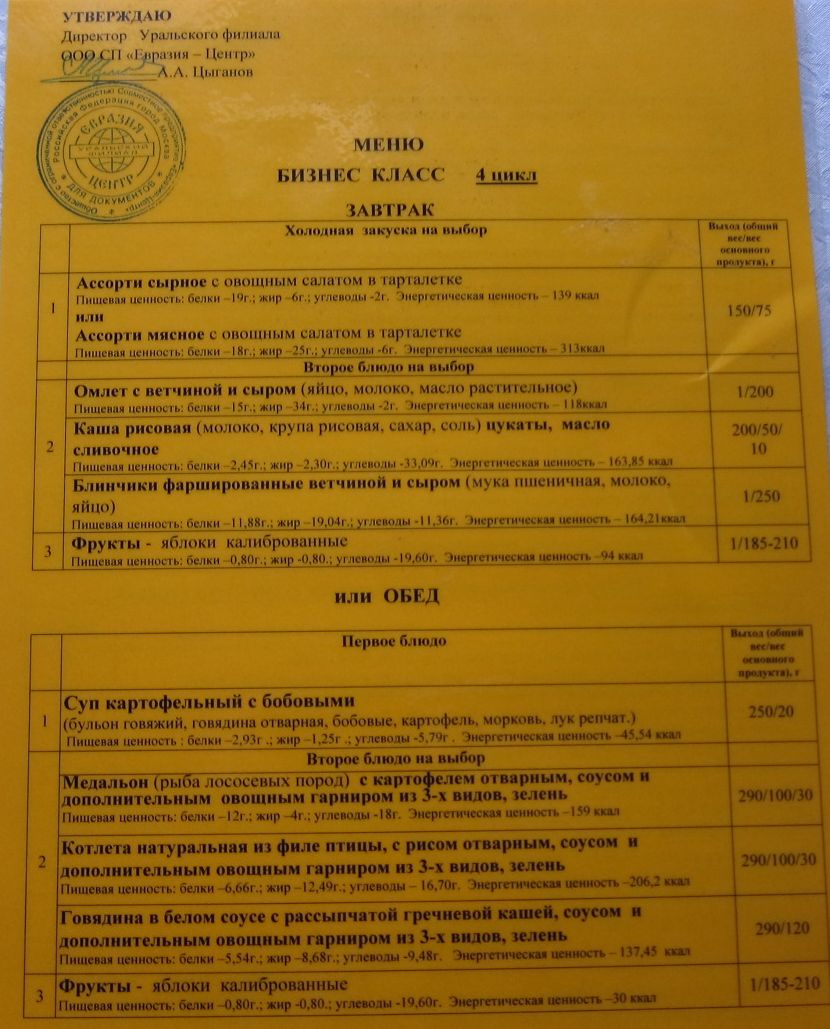 УТВЕРЖДАЮ
Директор Уральского филиала
ООО СП «Евразия – Центр»
А.А. Цыганов
ЕВРАЗИЯ
УРАЛЬСКИЙ
ФИЛИАЛ
ЦЕНТР
* ДЛЯ ДОКУМЕНТОВ *
Российская Федерация город Москва
МЕНЮ
БИЗНЕС КЛАСС 4 цикл
ЗАВТРАК
Холодная закуска на выбор
Выход (общий
вес/вес
основного
продукта), г
1
Ассорти сырное с овощным салатом в тарталетке
Пищевая ценность: белки –19г.; жир –6г.; углеводы -2г. Энергетическая ценность – 139 ккал
или
Ассорти мясное с овощным салатом в тарталетке
Пищевая ценность: белки –18г.; жир –25г.; углеводы -6г. Энергетическая ценность – 313ккал
150/75
Второе блюдо на выбор
2
Омлет с ветчиной и сыром (яйцо, молоко, масло растительное)
Пищевая ценность: белки –15г.; жир –34г.; углеводы -2г. Энергетическая ценность – 118ккал
1/200
Каша рисовая (молоко, крупа рисовая, сахар, соль) цукаты, масло
сливочное
Пищевая ценность: белки –2,45г.; жир –2,30г.; углеводы -33,09г. Энергетическая ценность – 163,85 ккал
200/50/
10
Блинчики фаршированные ветчиной и сыром (мука пшеничная, молоко,
яйцо)
Пищевая ценность: белки –11,88г.; жир –19,04г.; углеводы -11,36г. Энергетическая ценность – 164,21ккал
1/250
3
Фрукты - яблоки калиброванные
Пищевая ценность: белки –0,80г.; жир -0,80.; углеводы -19,60г. Энергетическая ценность –94 ккал
1/185-210
или ОБЕД
Первое блюдо
Выход (общий
вес/вес
основного
продукта), г
1
Суп картофельный с бобовыми
(бульон говяжий, говядина отварная, бобовые, картофель, морковь, лук репчат.)
Пищевая ценность : белки –2,93г .; жир –1,25г .; углеводы -5,79г . Энергетическая ценность –45,54 ккал
250/20
Второе блюдо на выбор
2
Медальон (рыба лососевых пород) с картофелем отварным, соусом и
дополнительным овощным гарниром из 3-х видов, зелень
Пищевая ценность: белки –12г.; жир –4г.; углеводы -18г. Энергетическая ценность –159 ккал
290/100/30
Котлета натуральная из филе птицы, с рисом отварным, соусом и
дополнительным овощным гарниром из 3-х видов, зелень
Пищевая ценность: белки –6,66г.; жир –12,49г.; углеводы – 16,70г. Энергетическая ценность –206,2 ккал
290/100/30
Говядина в белом соусе с рассыпчатой гречневой кашей, соусом и
дополнительным овощным гарниром из 3-х видов, зелень
Пищевая ценность: белки –5,54г.; жир –8,68г.; углеводы -9,48г. Энергетическая ценность – 137,45 ккал
290/120
3
Фрукты - яблоки калиброванные
Пищевая ценность: белки –0,80г.; жир -0,80.; углеводы -19,60г. Энергетическая ценность –30 ккал
1/185-210